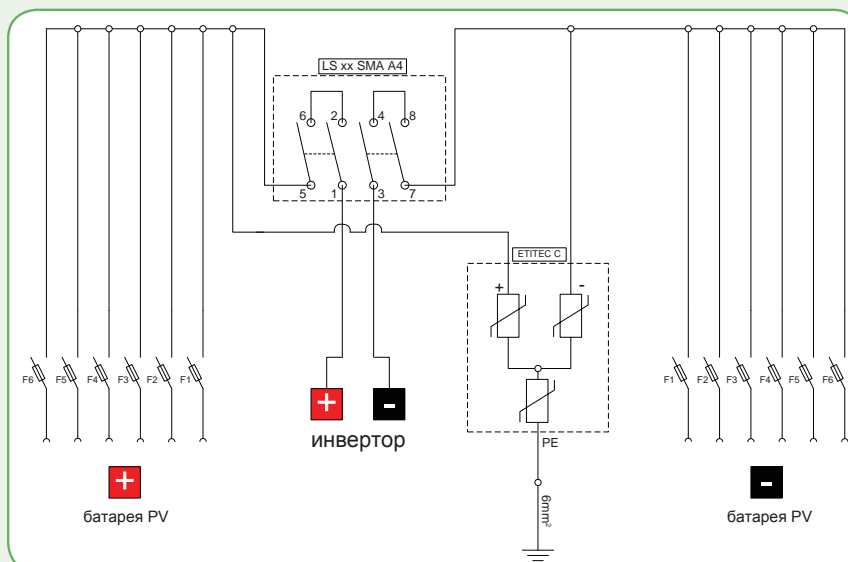 LS xx SMA A4
6 2 4 8
5 1 3 7
ETITEC C
+ -
F6 F5 F4 F3 F2 F1
F1 F2 F3 F4 F5 F6
+ -
инвертор
PE
6mm²
+
батарея PV
-
батарея PV